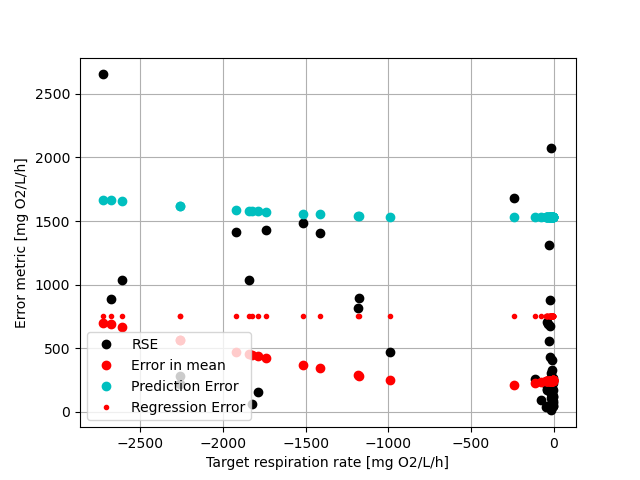 Error metric [mg O2/L/h]
2500
2000
1500
1000
500
0
RSE
Error in mean
Prediction Error
Regression Error
−2500 −2000 −1500 −1000 −500 0
Target respiration rate [mg O2/L/h]